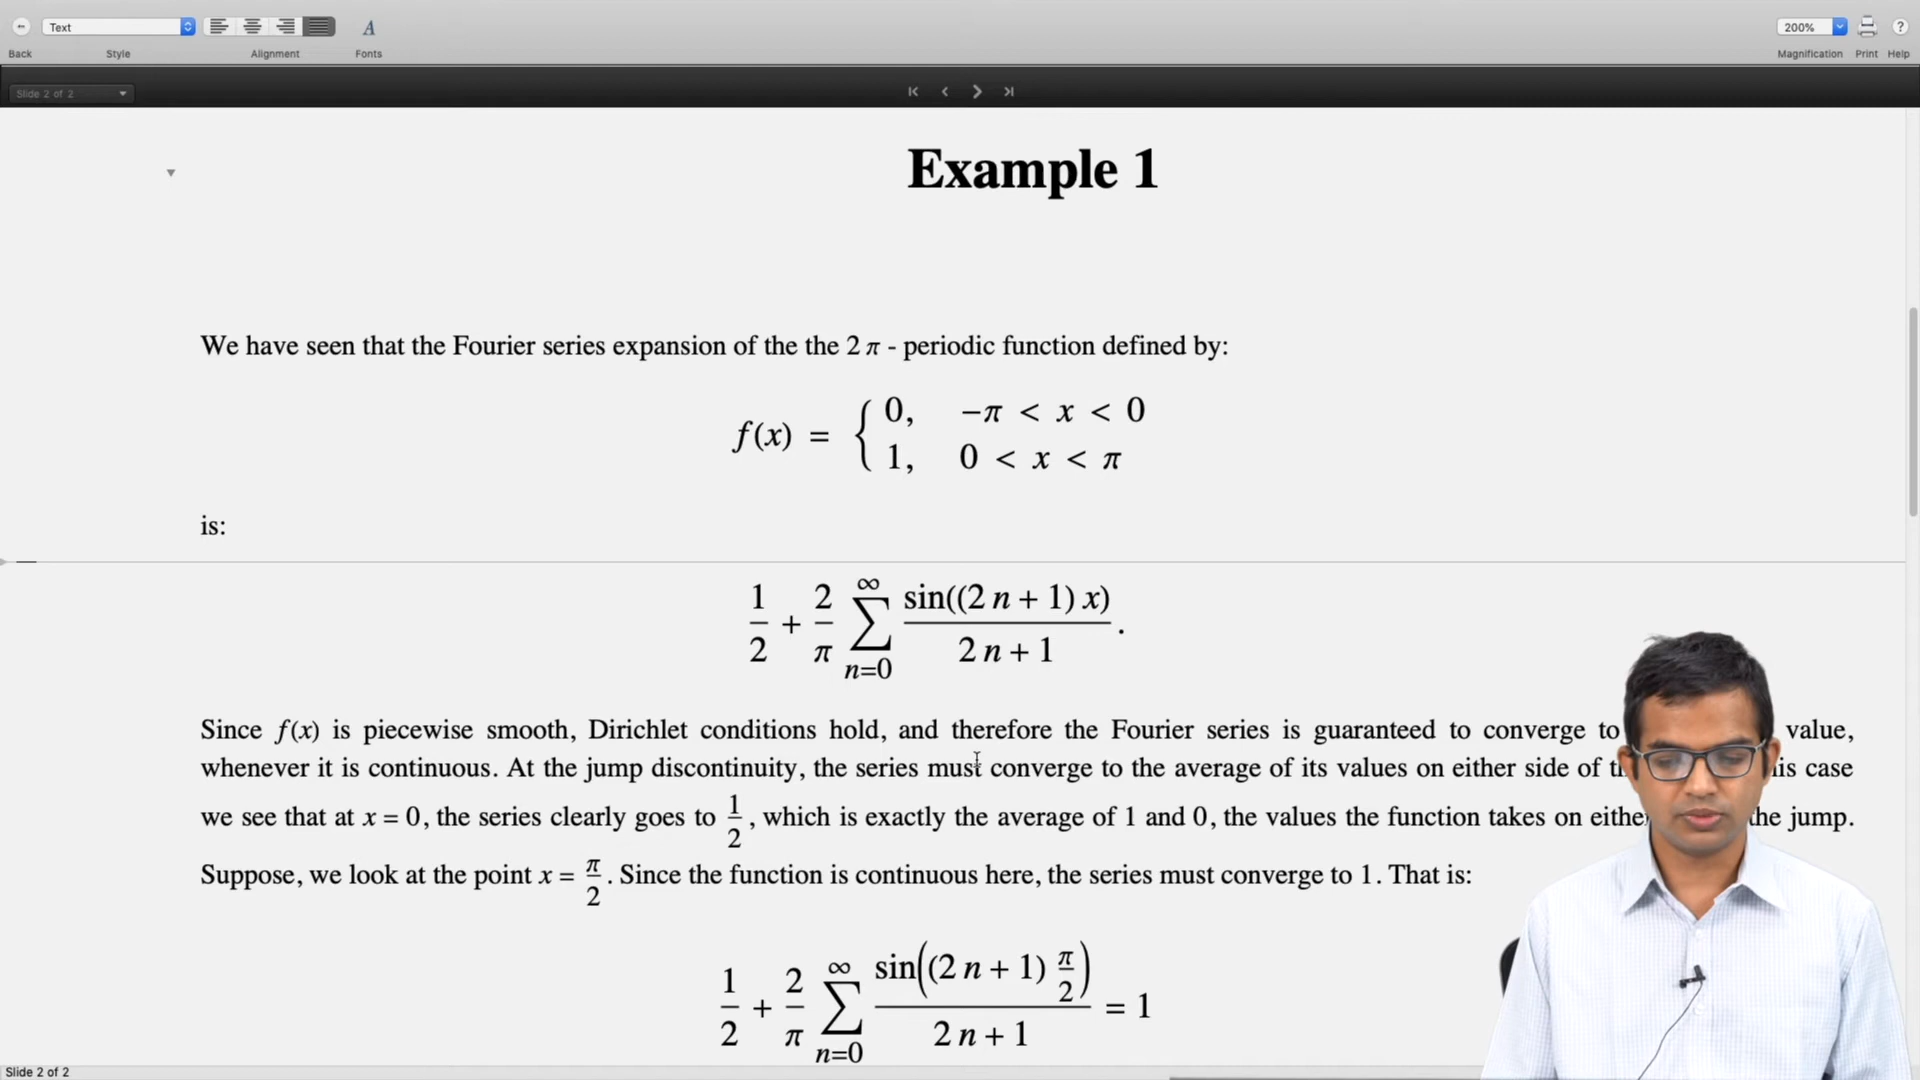 Text
Back
Style
Alignment
A
Fonts
200%
?
Magnification
Print
Help
Slide 2 of 2
Example 1
We have seen that the Fourier series expansion of the the 2 π - periodic function defined by:
f(x) = { 0, −π < x < 0
1, 0 < x < π
is:
1/2 + 2/π ∑_{n=0}^{∞} sin((2 n + 1) x) / (2 n + 1) .
Since f(x) is piecewise smooth, Dirichlet conditions hold, and therefore the Fourier series is guaranteed to converge to value,
whenever it is continuous. At the jump discontinuity, the series must converge to the average of its values on either side of case
we see that at x = 0, the series clearly goes to 1/2 , which is exactly the average of 1 and 0, the values the function takes on jump.
Suppose, we look at the point x = π/2 . Since the function is continuous here, the series must converge to 1. That is:
1/2 + 2/π ∑_{n=0}^{∞} sin((2 n + 1) π/2) / (2 n + 1) = 1
Slide 2 of 2